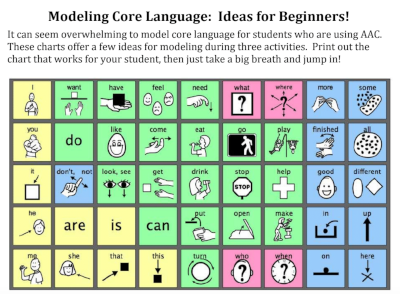 Modeling Core Language:  Ideas for Beginners!
It can seem overwhelming to model core language for students who are using AAC.
These charts offer a few ideas for modeling during three activities.  Print out the
chart that works for your student, then just take a big breath and jump in!
I want have feel need what where more some
you do like come eat go play finished all
it don't, not look, see get drink stop help good different
STOP
he are is can put open make in up
me she that this turn who when on here